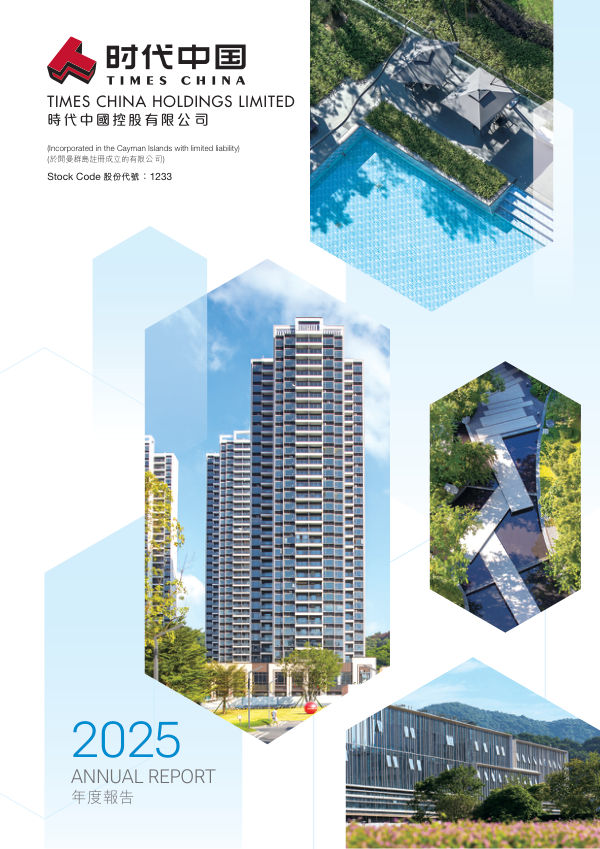 时代中国
TIMES CHINA
TIMES CHINA HOLDINGS LIMITED
時代中國控股有限公司
(Incorporated in the Cayman Islands with limited liability)
(於開曼群島註冊成立的有限公司)
Stock Code 股份代號：1233
2025
ANNUAL REPORT
年度報告